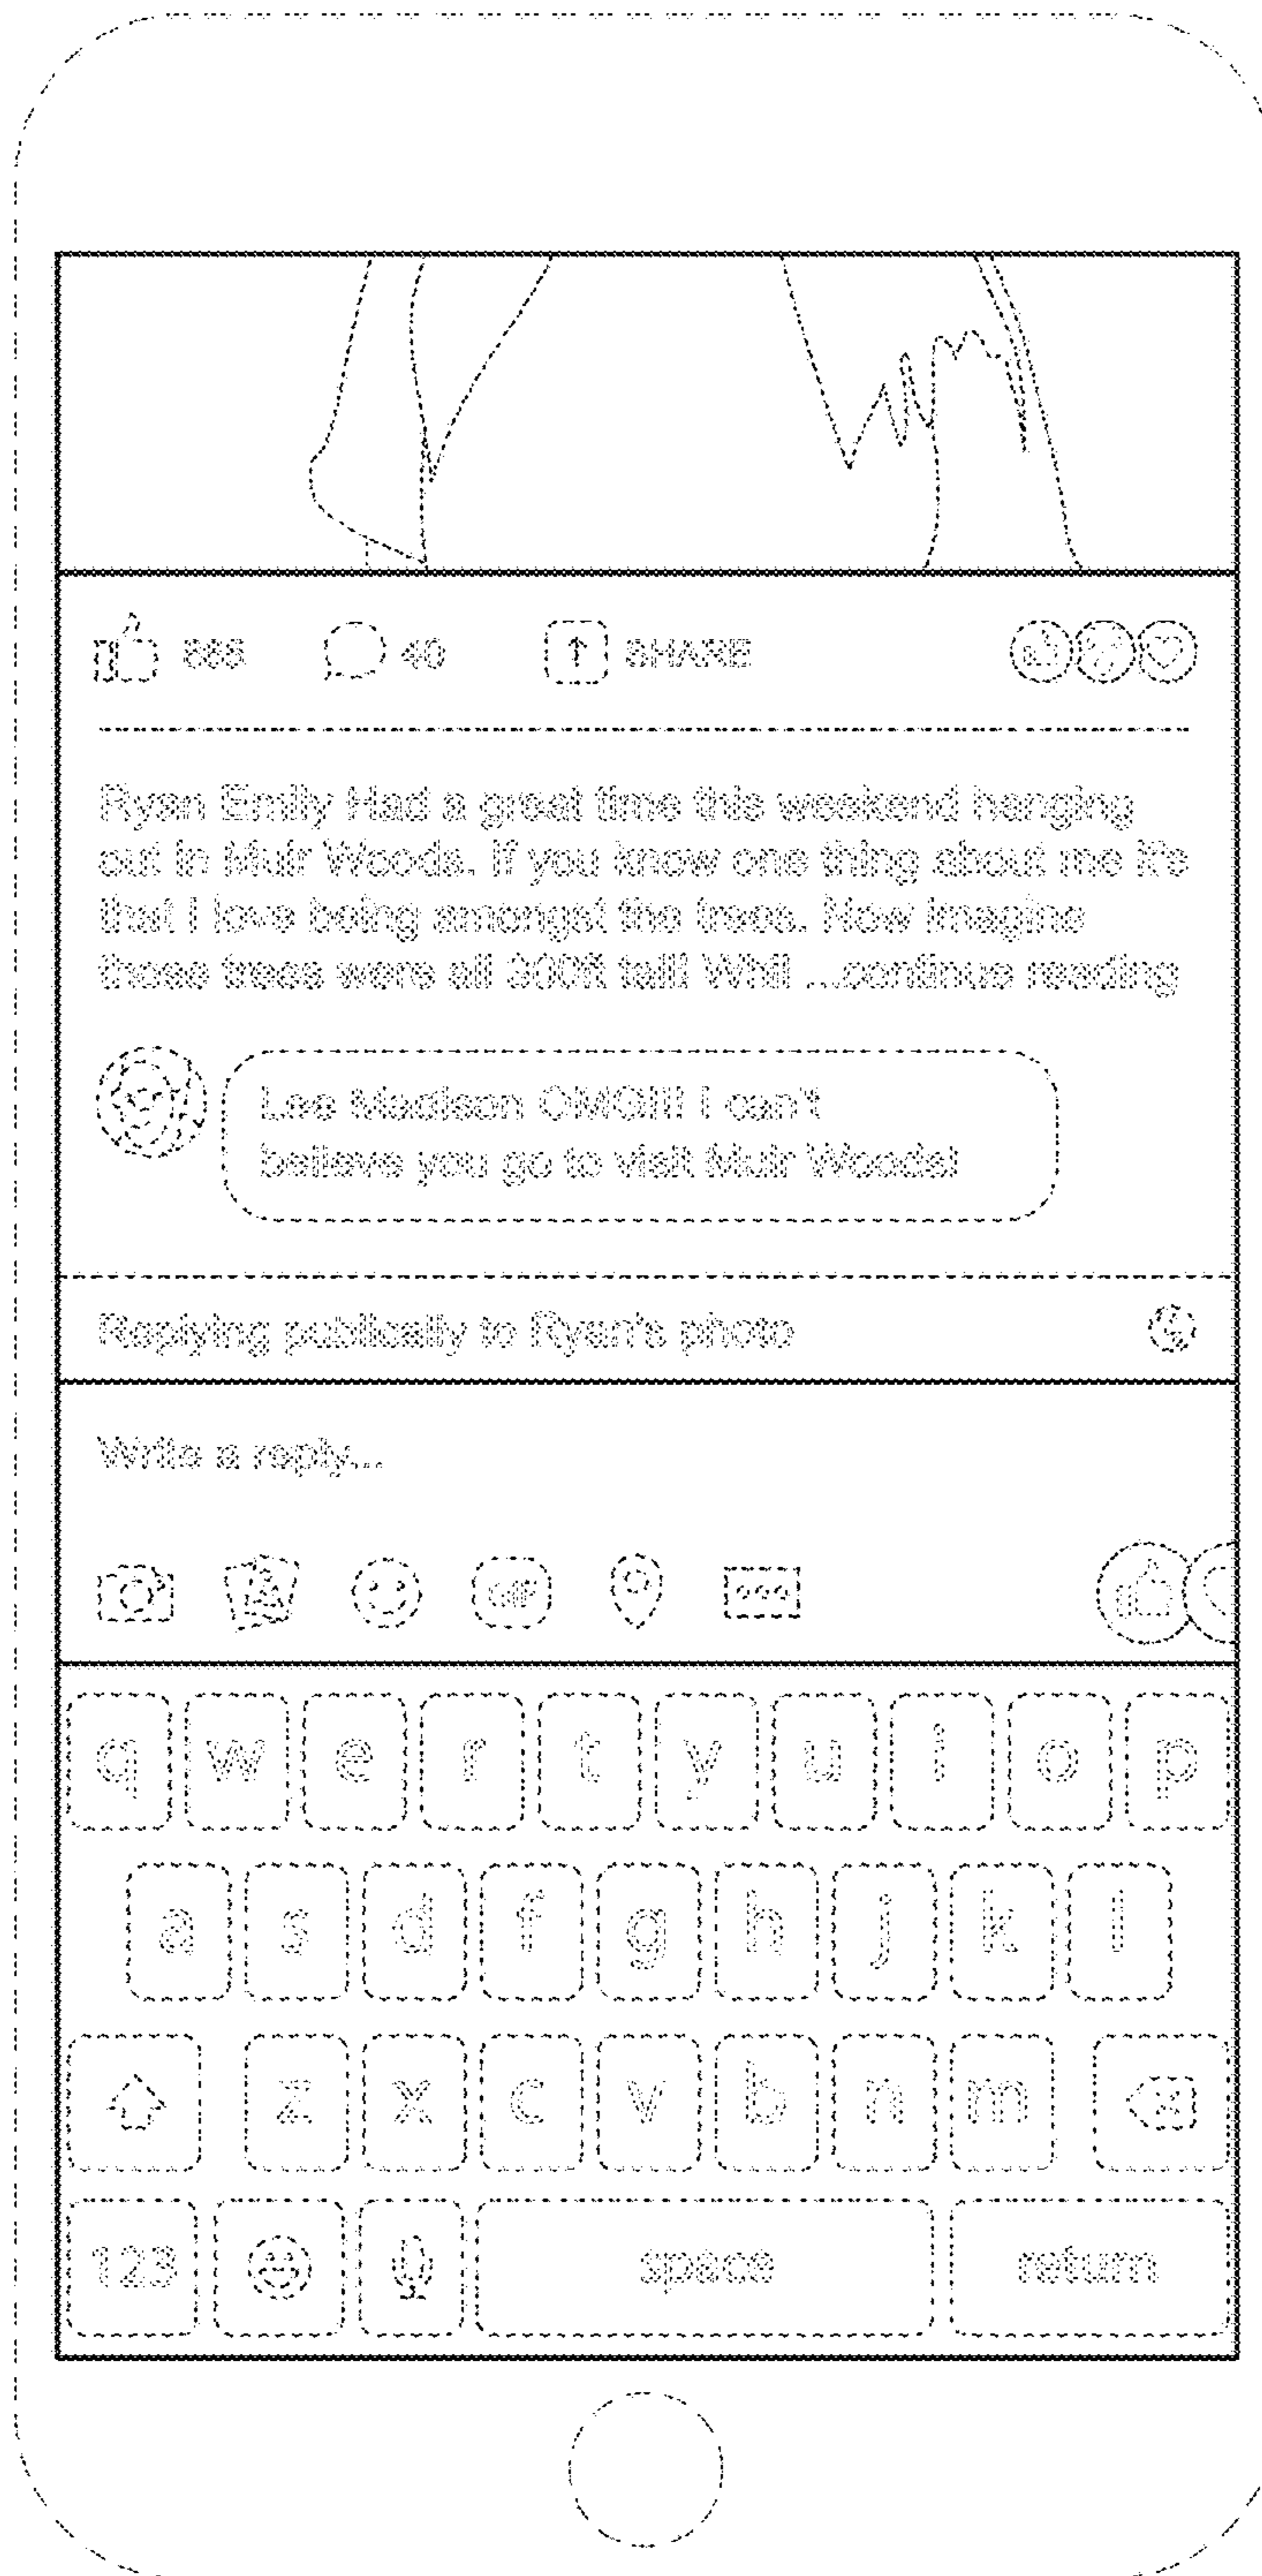 40 SHARE
Ryan Emily Had a great time this weekend hanging
out in Muir Woods. If you know one thing about me it's
that I love being amongst the trees. Now imagine
those trees were all 300ft tall! Whil ...continue reading
Lee Madison OMG!!! I can't
believe you go to visit Muir Woods!
Replying publically to Ryan's photo
Write a reply...
GIF
q w e r t y u i o p
a s d f g h j k l
z x c v b n m
123 space return